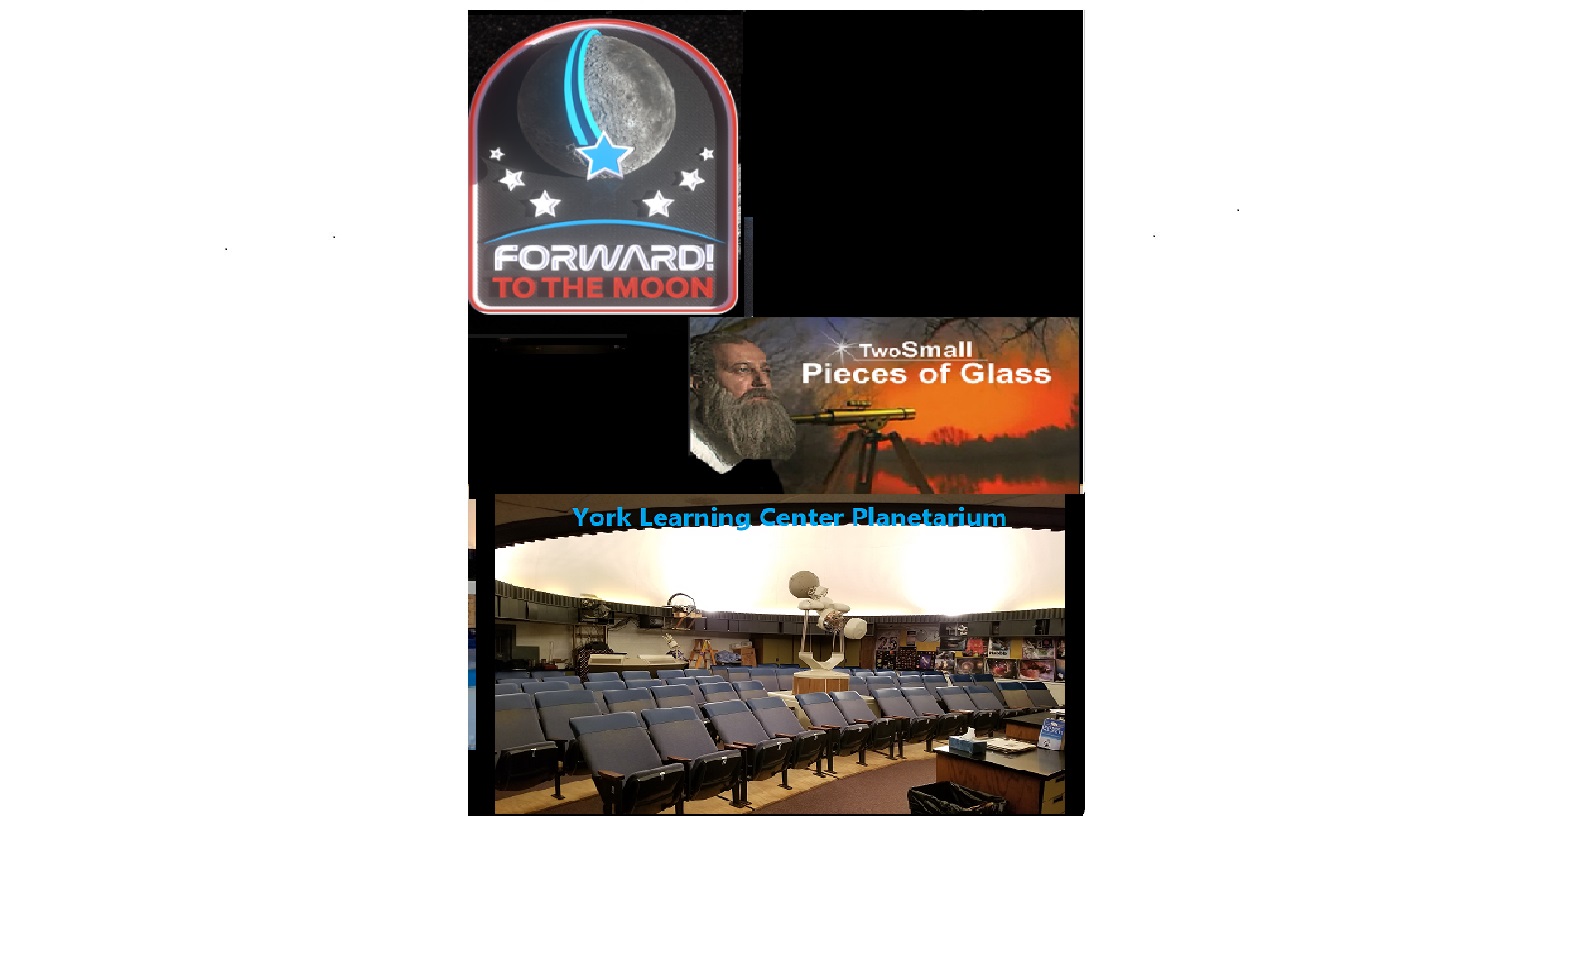 FORWARD!
TO THE MOON
TwoSmall
Pieces of Glass
York Learning Center Planetarium